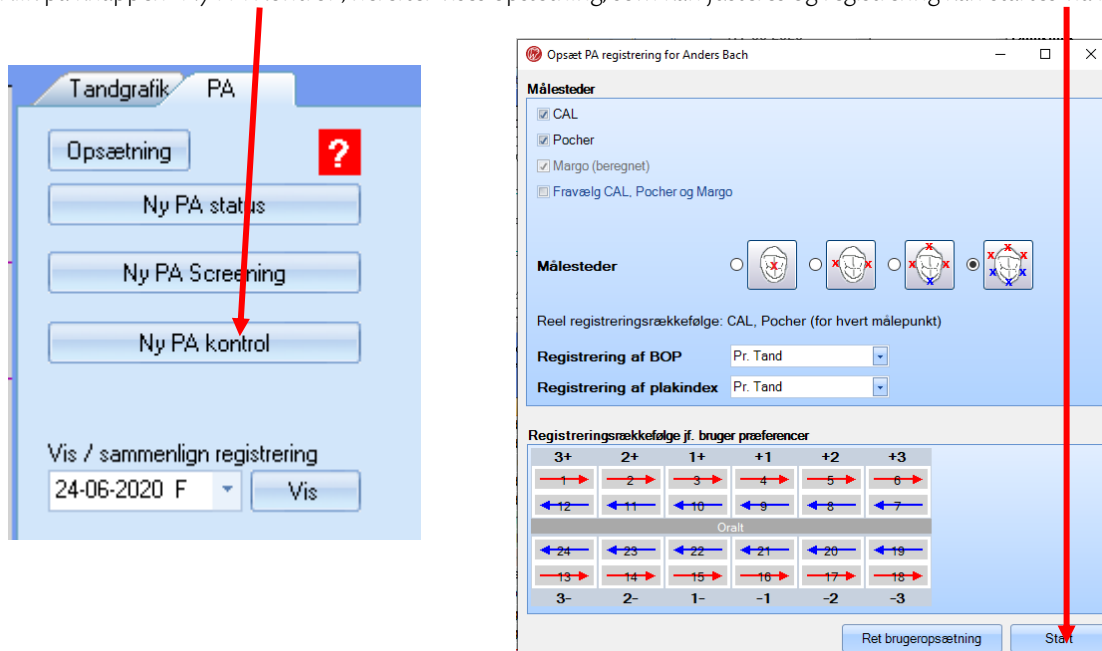 Tandgrafik PA
Opsætning
?
Ny PA status
Ny PA Screening
Ny PA kontrol
Vis / sammenlign registrering
24-06-2020 F
Vis
Opsæt PA registrering for Anders Bach
Målesteder
CAL
Pocher
Margo (beregnet)
Fravælg CAL, Pocher og Margo
Målesteder
Reel registreringsrækkefølge: CAL, Pocher (for hvert målepunkt)
Registrering af BOP Pr. Tand
Registrering af plakindex Pr. Tand
Registreringsrækkefølge jf. bruger præferencer
3+ 2+ 1+ +1 +2 +3
1 2 3 4 5 6
12 11 10 9 8 7
Oralt
24 23 22 21 20 19
13 14 15 16 17 18
3- 2- 1- -1 -2 -3
Ret brugeropsætning Start